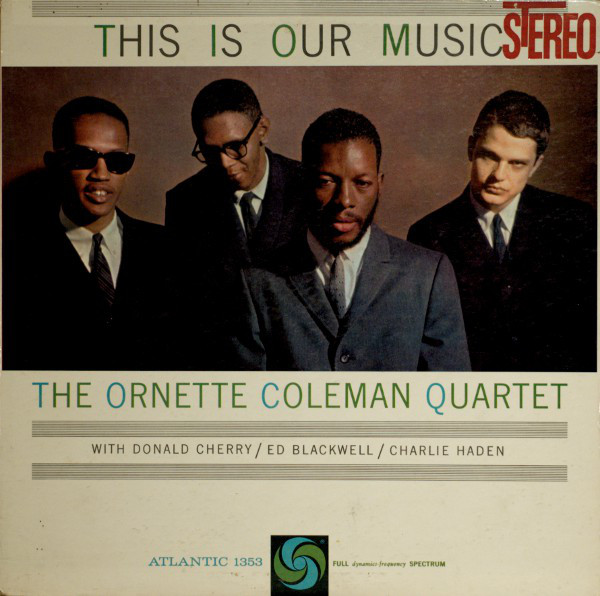 THIS IS OUR MUSIC
STEREO
THE ORNETTE COLEMAN QUARTET
WITH DONALD CHERRY / ED BLACKWELL / CHARLIE HADEN
ATLANTIC 1353
FULL dynamics-frequency SPECTRUM